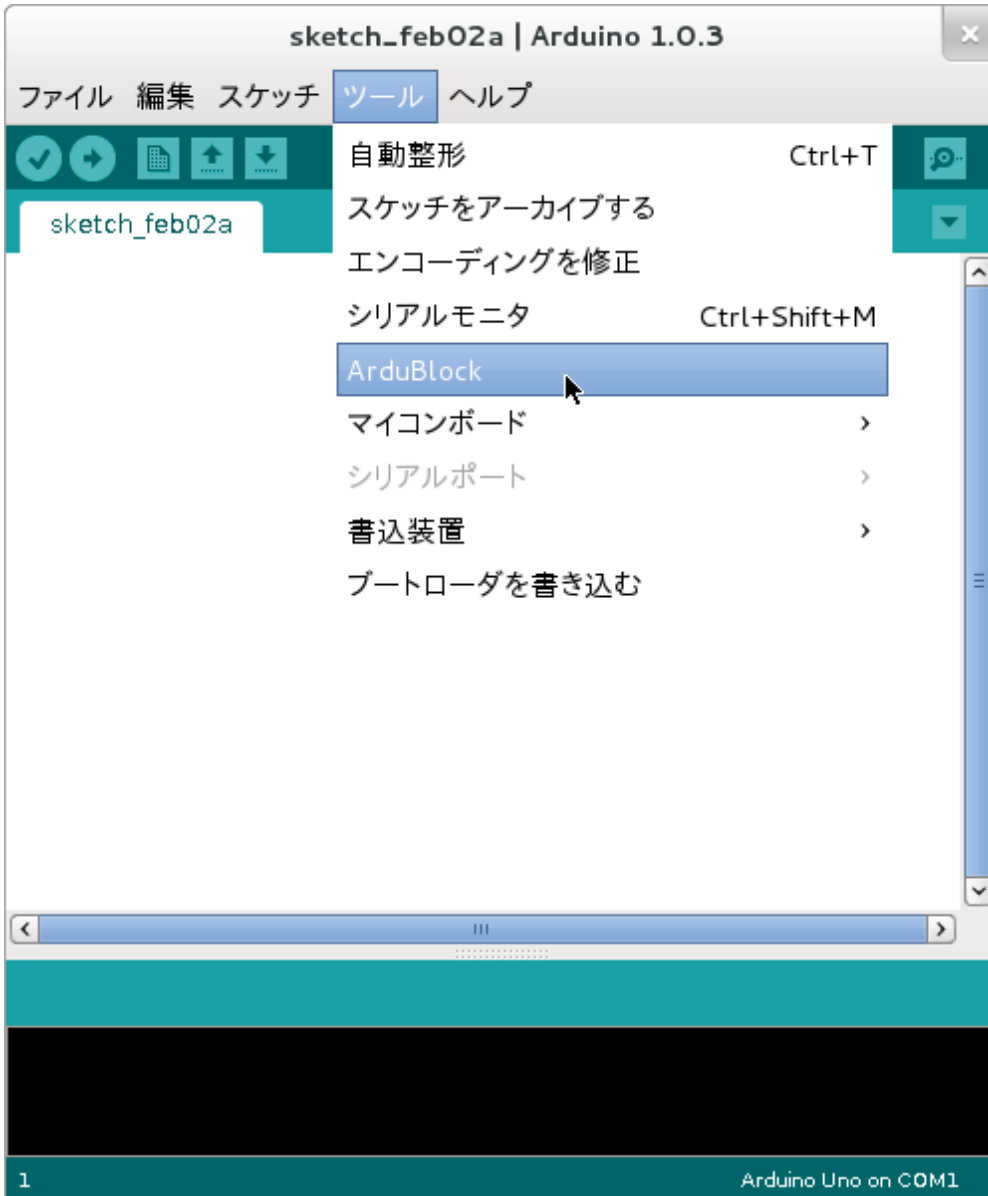 sketch_feb02a | Arduino 1.0.3
ファイル 編集 スケッチ ツール ヘルプ
自動整形 Ctrl+T
sketch_feb02a
スケッチをアーカイブする
エンコーディングを修正
シリアルモニタ Ctrl+Shift+M
ArduBlock
マイコンボード
シリアルポート
書込装置
ブートローダを書き込む
1 Arduino Uno on COM1